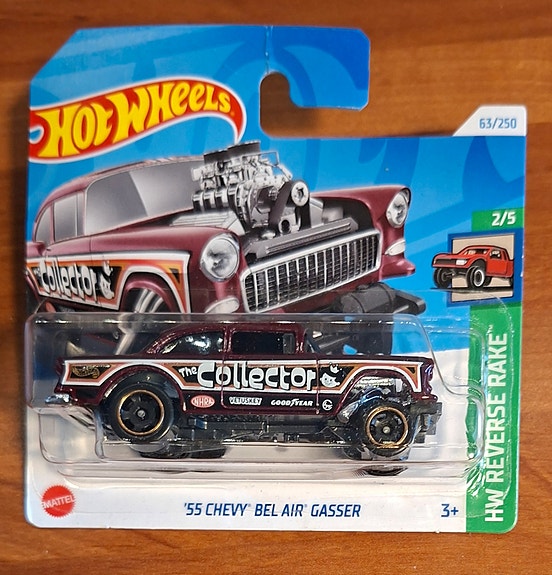 HOT WHEELS
63/250
2/5
The Collector
The Collector
NHRA
VETUSKEY
GOODYEAR
HW REVERSE RAKE
MATTEL
'55 CHEVY BEL AIR GASSER
3+